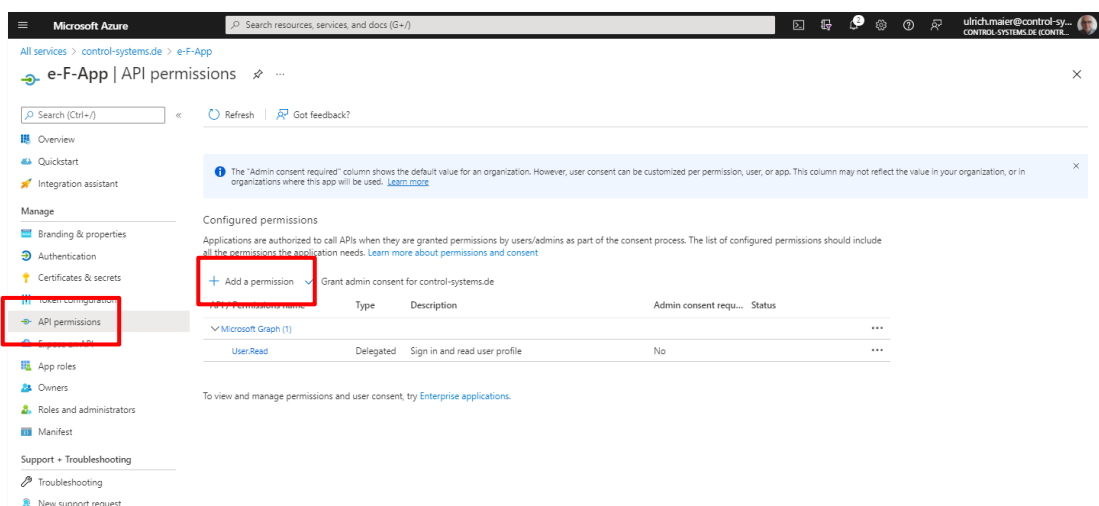 Microsoft Azure
Search resources, services, and docs (G+/)
2
ulrich.maier@control-sy...
CONTROL-SYSTEMS.DE (CONTR...
All services > control-systems.de > e-F-App
e-F-App | API permissions
Search (Ctrl+/)
Refresh
Got feedback?
Overview
Quickstart
Integration assistant
The "Admin consent required" column shows the default value for an organization. However, user consent can be customized per permission, user, or app. This column may not reflect the value in your organization, or in
organizations where this app will be used. Learn more
Manage
Branding & properties
Authentication
Certificates & secrets
Token configuration
API permissions
Expose an API
App roles
Owners
Roles and administrators
Manifest
Support + Troubleshooting
Troubleshooting
New support request
Configured permissions
Applications are authorized to call APIs when they are granted permissions by users/admins as part of the consent process. The list of configured permissions should include
all the permissions the application needs. Learn more about permissions and consent
+ Add a permission
Grant admin consent for control-systems.de
API / Permissions name Type Description Admin consent requ... Status
Microsoft Graph (1) ...
User.Read Delegated Sign in and read user profile No ...
To view and manage permissions and user consent, try Enterprise applications.